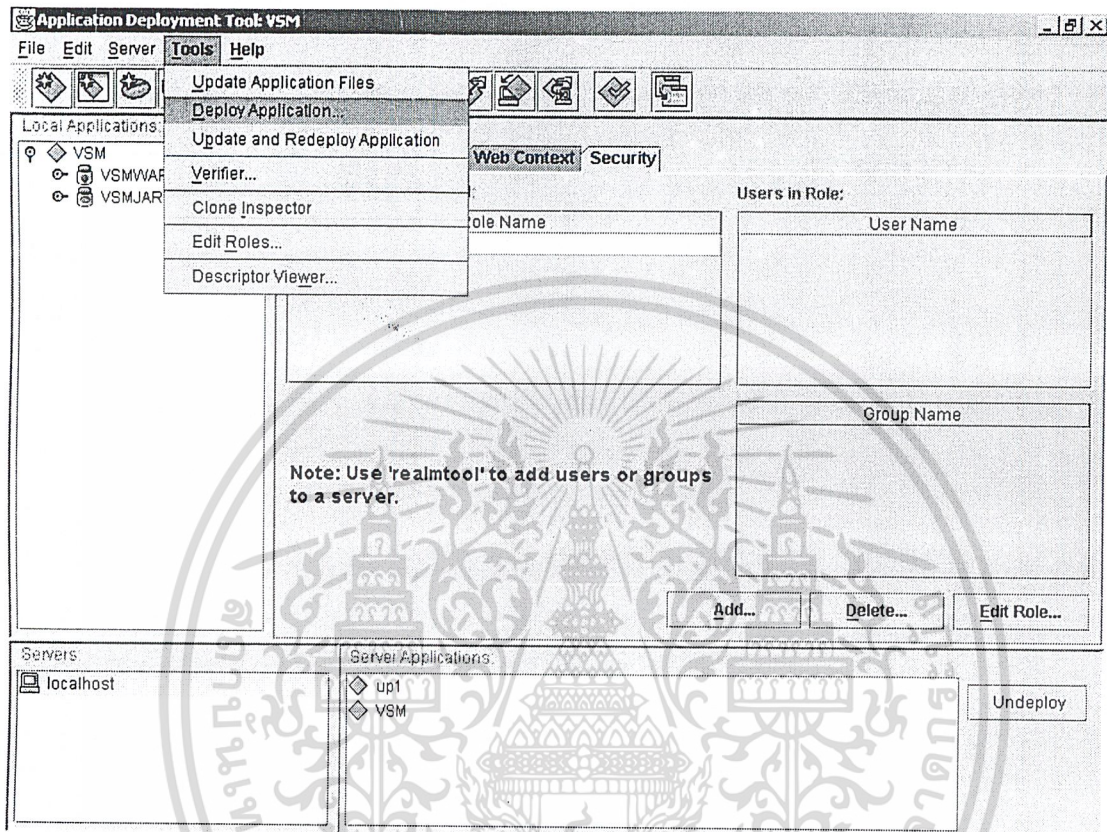 Application Deployment Tool: VSM
File Edit Server Tools Help
Update Application Files
Deploy Application...
Update and Redeploy Application
Verifier...
Clone Inspector
Edit Roles...
Descriptor Viewer...
Local Applications:
VSM
VSMWAR
VSMJAR
Web Context Security
Role Name
Users in Role:
User Name
Group Name
Note: Use 'realmtool' to add users or groups
to a server.
Add... Delete... Edit Role...
Servers:
localhost
Server Applications:
up1
VSM
Undeploy